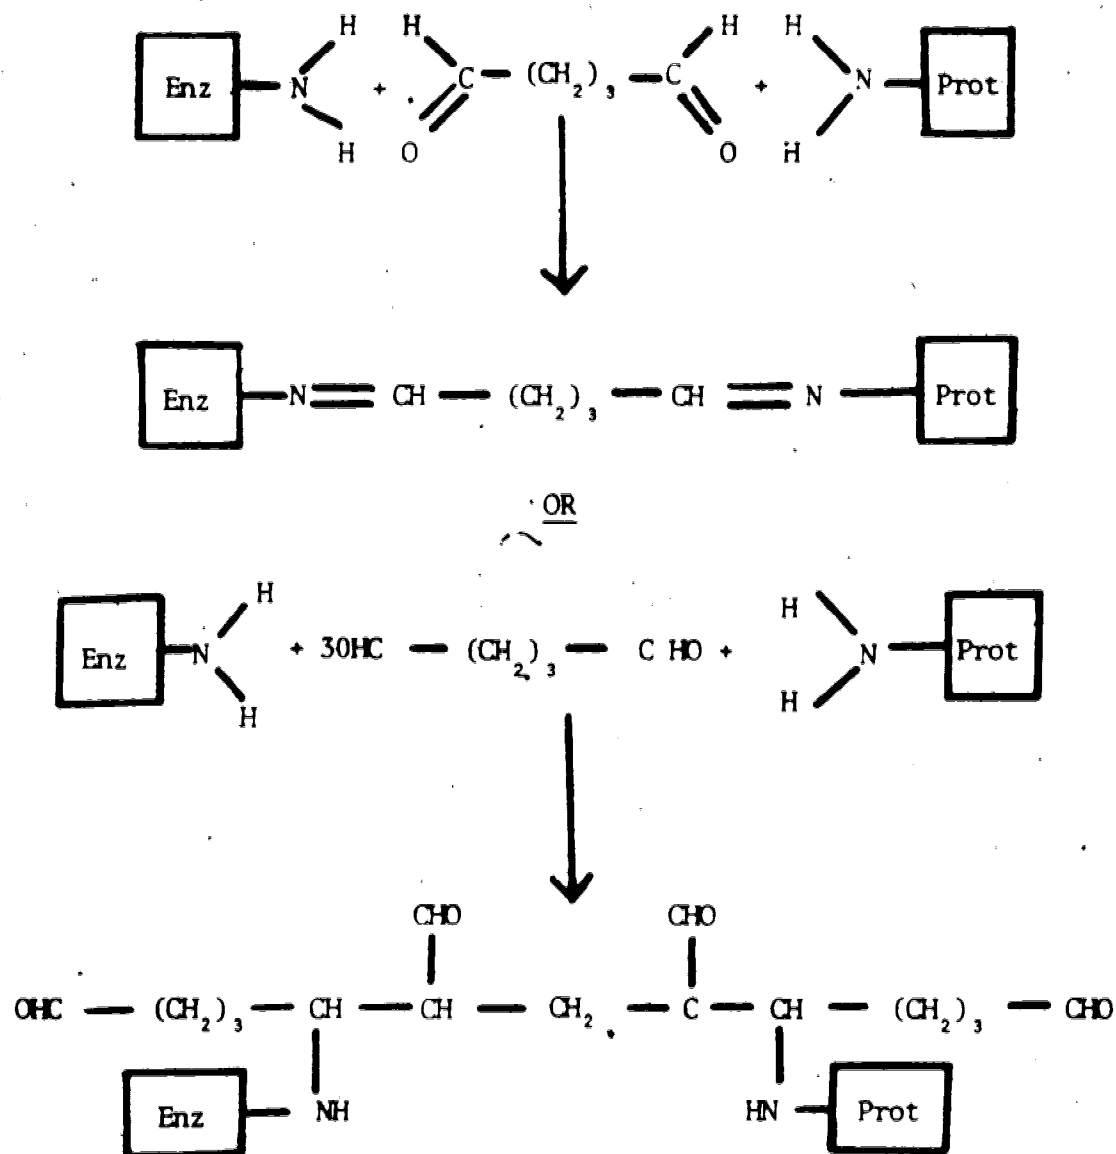 H H H H
Enz N + C (CH₂)₃ C + N Prot
H O O H
Enz N CH (CH₂)₃ CH N Prot
OR
H H
Enz N + 3OHC (CH₂)₃ C HO + N Prot
H H
CHO CHO
OHC (CH₂)₃ CH CH CH₂ C CH (CH₂)₃ CHO
Enz NH HN Prot